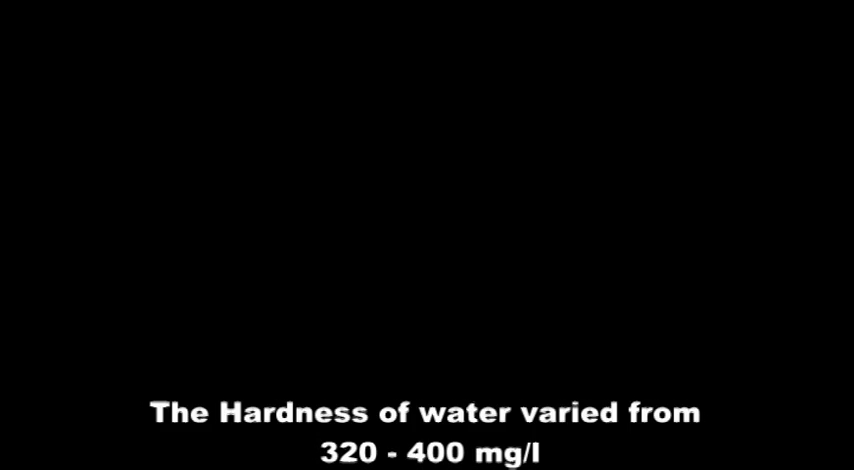 The Hardness of water varied from
320 - 400 mg/l